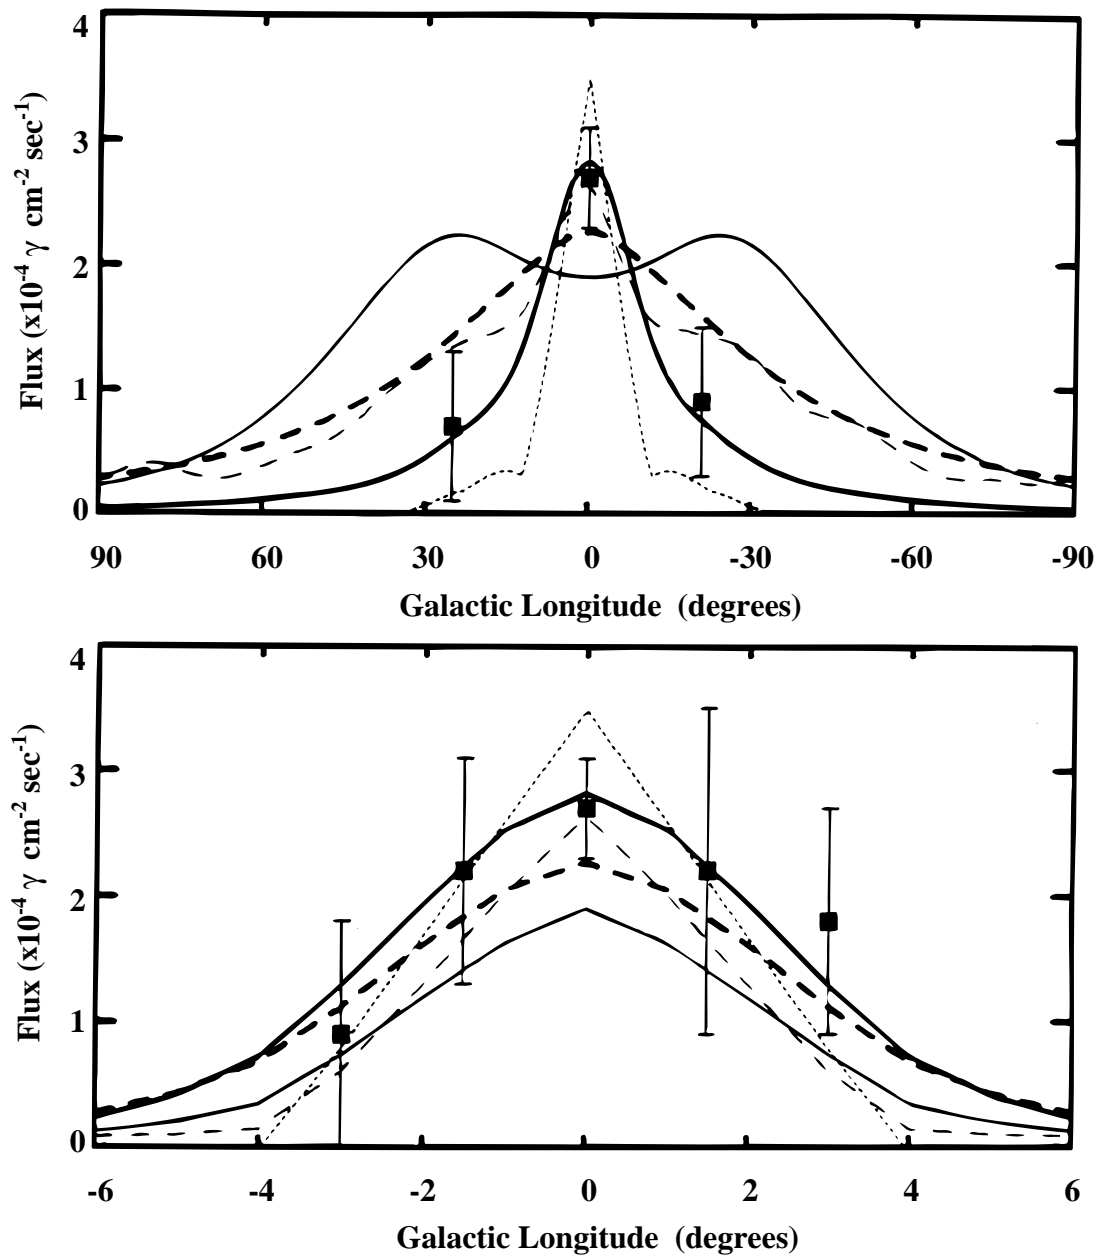 4
3
2
1
0
Flux (x10-4 γ cm-2 sec-1)
90 60 30 0 -30 -60 -90
Galactic Longitude (degrees)
4
3
2
1
0
Flux (x10-4 γ cm-2 sec-1)
-6 -4 -2 0 2 4 6
Galactic Longitude (degrees)